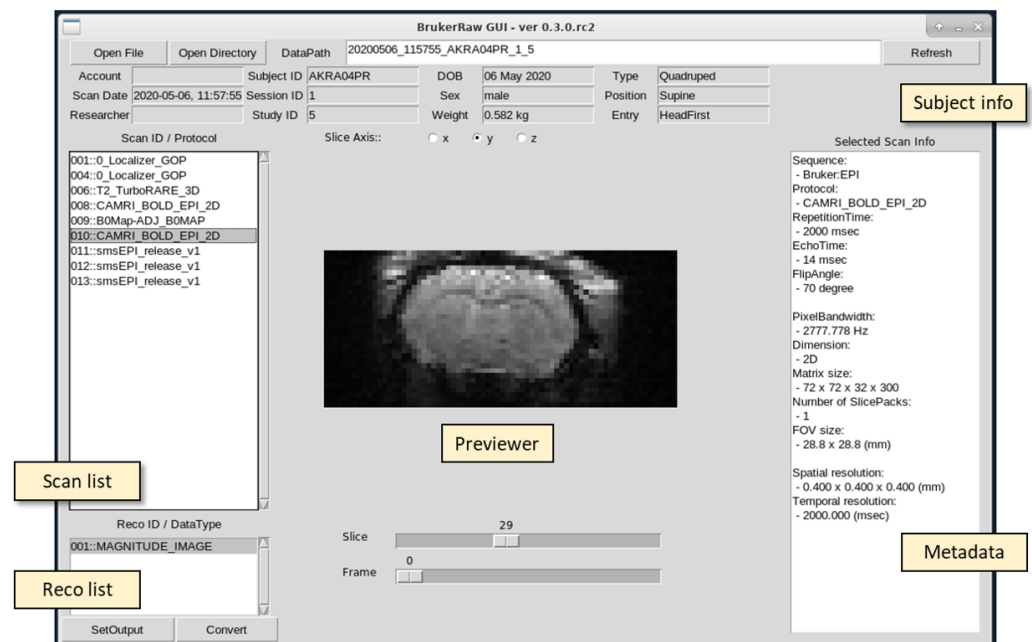 BrukerRaw GUI - ver 0.3.0.rc2
Open File Open Directory DataPath 20200506_115755_AKRA04PR_1_5 Refresh
Account Subject ID AKRA04PR DOB 06 May 2020 Type Quadruped
Scan Date 2020-05-06, 11:57:55 Session ID 1 Sex male Position Supine
Researcher Study ID 5 Weight 0.582 kg Entry HeadFirst
Subject info
Scan ID / Protocol
001::0_Localizer_GOP
004::0_Localizer_GOP
006::T2_TurboRARE_3D
008::CAMRI_BOLD_EPI_2D
009::B0Map-ADJ_B0MAP
010::CAMRI_BOLD_EPI_2D
011::smsEPI_release_v1
012::smsEPI_release_v1
013::smsEPI_release_v1
Scan list
Reco ID / DataType
001::MAGNITUDE_IMAGE
Reco list
SetOutput Convert
Slice Axis:: x y z
Previewer
29
Slice
0
Frame
Selected Scan Info
Sequence:
- Bruker:EPI
Protocol:
- CAMRI_BOLD_EPI_2D
RepetitionTime:
- 2000 msec
EchoTime:
- 14 msec
FlipAngle:
- 70 degree
PixelBandwidth:
- 2777.778 Hz
Dimension:
- 2D
Matrix size:
- 72 x 72 x 32 x 300
Number of SlicePacks:
- 1
FOV size:
- 28.8 x 28.8 (mm)
Spatial resolution:
- 0.400 x 0.400 x 0.400 (mm)
Temporal resolution:
- 2000.000 (msec)
Metadata